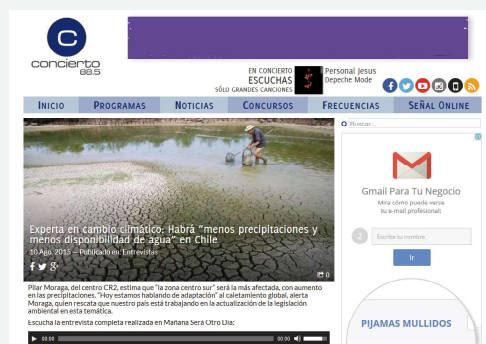 concierto
88.5
EN CONCIERTO
ESCUCHAS
SÓLO GRANDES CANCIONES
Personal Jesus
Depeche Mode
INICIO PROGRAMAS NOTICIAS CONCURSOS FRECUENCIAS SEÑAL ONLINE
Buscar...
Experta en cambio climático: Habrá "menos precipitaciones y
menos disponibilidad de agua" en Chile
10 Ago, 2015 — Publicado en: Entrevistas
0
Pilar Moraga, del centro CR2, estima que "la zona centro sur" será la más afectada, con aumento
en las precipitaciones. "Hoy estamos hablando de adaptación" al caletamiento global, alerta
Moraga, quien rescata que nuestro país está trabajando en la actualización de la legislación
ambiental en esta temática.
Escucha la entrevista completa realizada en Mañana Será Otro Día:
00:00 00:00
Gmail Para Tu Negocio
Mira cómo puede verse
tu e-mail profesional:
2 Escribe tu nombre
Ir
PIJAMAS MULLIDOS